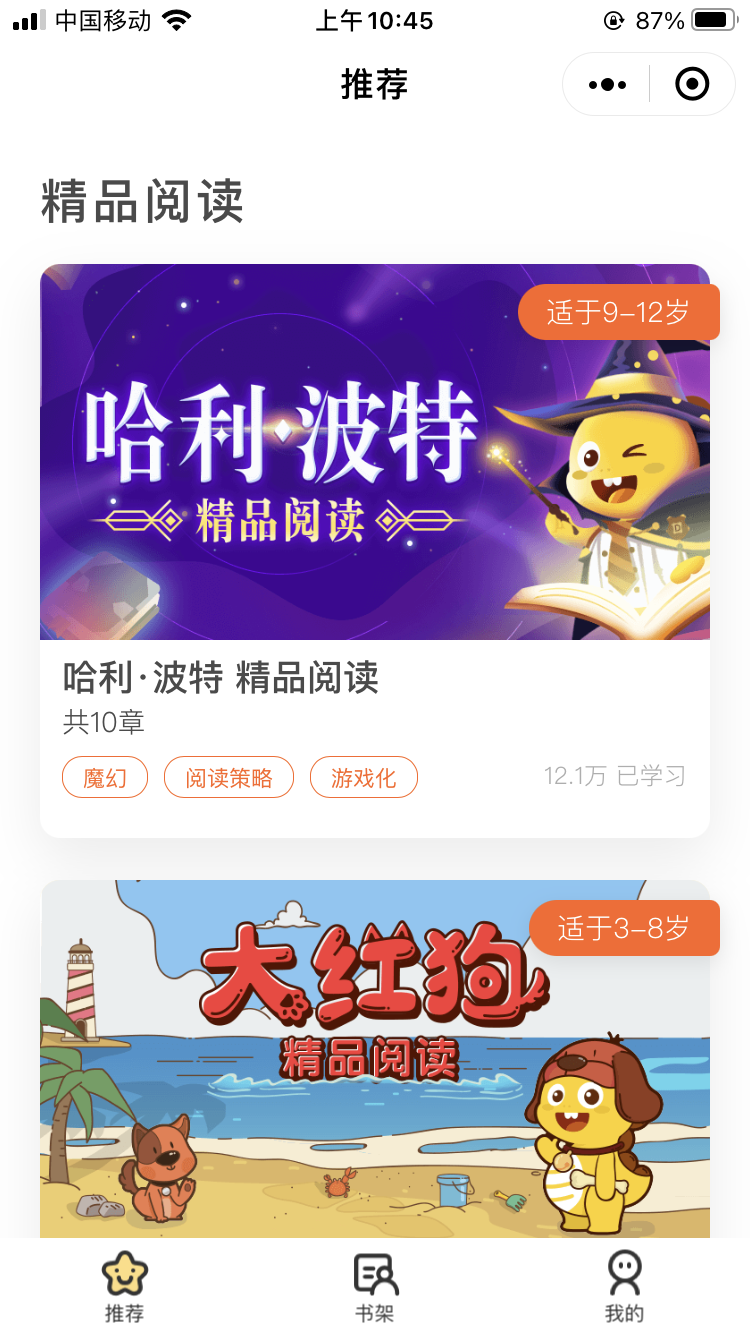 中国移动
上午10:45
87%
推荐
精品阅读
适于9-12岁
哈利·波特
精品阅读
哈利·波特 精品阅读
共10章
魔幻
阅读策略
游戏化
12.1万 已学习
适于3-8岁
大红狗
精品阅读
推荐
书架
我的